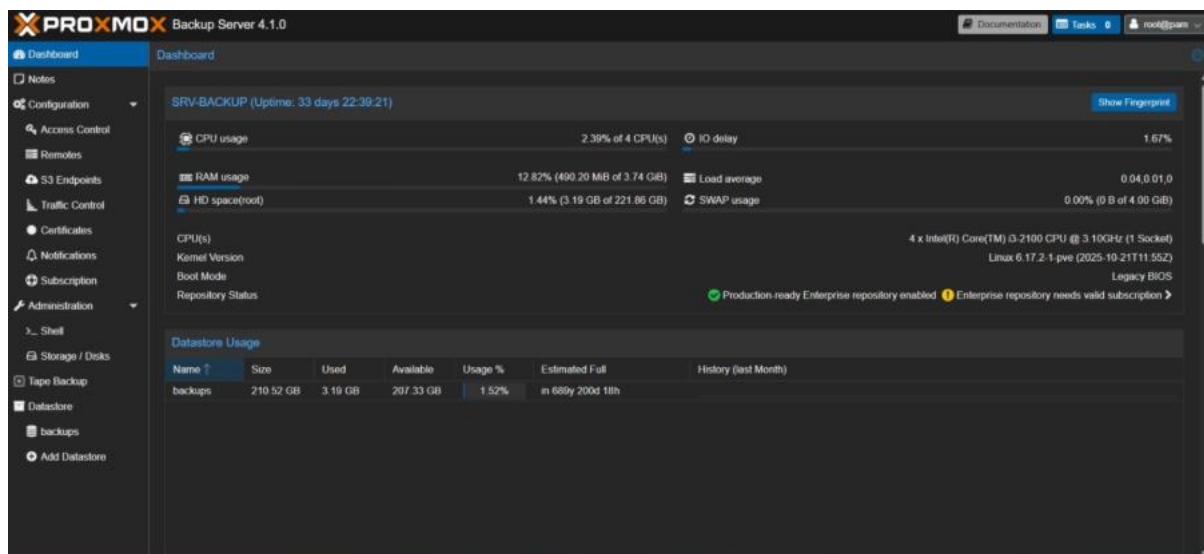 PROXMOX Backup Server 4.1.0
Documentation
Tasks 0
root@pam
Dashboard
Notes
Configuration
Access Control
Remotes
S3 Endpoints
Traffic Control
Certificates
Notifications
Subscription
Administration
>_ Shell
Storage / Disks
Tape Backup
Datastore
backups
Add Datastore
Dashboard
SRV-BACKUP (Uptime: 33 days 22:39:21)
Show Fingerprint
CPU usage 2.39% of 4 CPU(s)
IO delay 1.67%
RAM usage 12.82% (490.20 MiB of 3.74 GiB)
Load average 0.04,0.01,0
HD space(root) 1.44% (3.19 GB of 221.86 GB)
SWAP usage 0.00% (0 B of 4.00 GiB)
CPU(s) 4 x Intel(R) Core(TM) i3-2100 CPU @ 3.10GHz (1 Socket)
Kernel Version Linux 6.17.2-1-pve (2025-10-21T11:55Z)
Boot Mode Legacy BIOS
Repository Status Production-ready Enterprise repository enabled Enterprise repository needs valid subscription
Datastore Usage
Name Size Used Available Usage % Estimated Full History (last Month)
backups 210.52 GB 3.19 GB 207.33 GB 1.52% in 689y 200d 18h